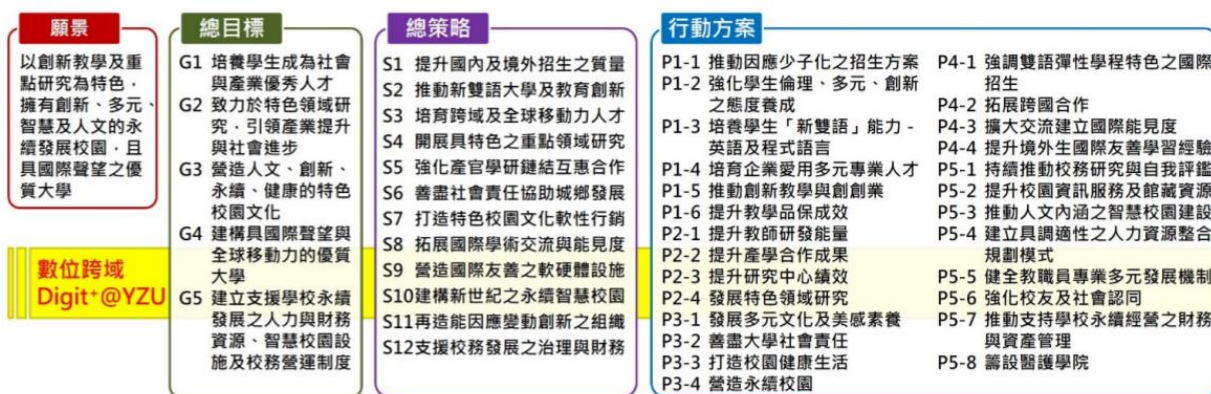 願景
以創新教學及重
點研究為特色，
擁有創新、多元、
智慧及人文的永
續發展校園，且
具國際聲望之優
質大學
數位跨域
Digit⁺@YZU
總目標
G1 培養學生成為社會
與產業優秀人才
G2 致力於特色領域研
究，引領產業提升
與社會進步
G3 營造人文、創新、
永續、健康的特色
校園文化
G4 建構具國際聲望與
全球移動力的優質
大學
G5 建立支援學校永續
發展之人力與財務
資源、智慧校園設
施及校務營運制度
總策略
S1 提升國內及境外招生之質量
S2 推動新雙語大學及教育創新
S3 培育跨域及全球移動力人才
S4 開展具特色之重點領域研究
S5 強化產官學研鏈結互惠合作
S6 善盡社會責任協助城鄉發展
S7 打造特色校園文化軟性行銷
S8 拓展國際學術交流與能見度
S9 營造國際友善之軟硬體設施
S10建構新世紀之永續智慧校園
S11再造能因應變動創新之組織
S12支援校務發展之治理與財務
行動方案
P1-1 推動因應少子化之招生方案
P1-2 強化學生倫理、多元、創新
之態度養成
P1-3 培養學生「新雙語」能力 -
英語及程式語言
P1-4 培育企業愛用多元專業人才
P1-5 推動創新教學與創創業
P1-6 提升教學品保成效
P2-1 提升教師研發能量
P2-2 提升產學合作成果
P2-3 提升研究中心績效
P2-4 發展特色領域研究
P3-1 發展多元文化及美感素養
P3-2 善盡大學社會責任
P3-3 打造校園健康生活
P3-4 營造永續校園
P4-1 強調雙語彈性學程特色之國際
招生
P4-2 拓展跨國合作
P4-3 擴大交流建立國際能見度
P4-4 提升境外生國際友善學習經驗
P5-1 持續推動校務研究與自我評鑑
P5-2 提升校園資訊服務及館藏資源
P5-3 推動人文內涵之智慧校園建設
P5-4 建立具調適性之人力資源整合
規劃模式
P5-5 健全教職員專業多元發展機制
P5-6 強化校友及社會認同
P5-7 推動支持學校永續經營之財務
與資產管理
P5-8 籌設醫護學院